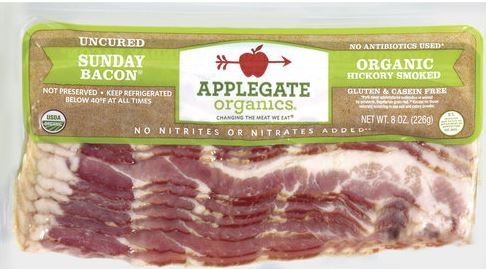 UNCURED
SUNDAY
BACON®
NOT PRESERVED • KEEP REFRIGERATED
BELOW 40°F AT ALL TIMES
USDA
ORGANIC
APPLEGATE
organics®
CHANGING THE MEAT WE EAT®
NO ANTIBIOTICS USED*
ORGANIC
HICKORY SMOKED
GLUTEN & CASEIN FREE
NET WT. 8 OZ. (226g)
NO NITRITES OR NITRATES ADDED**